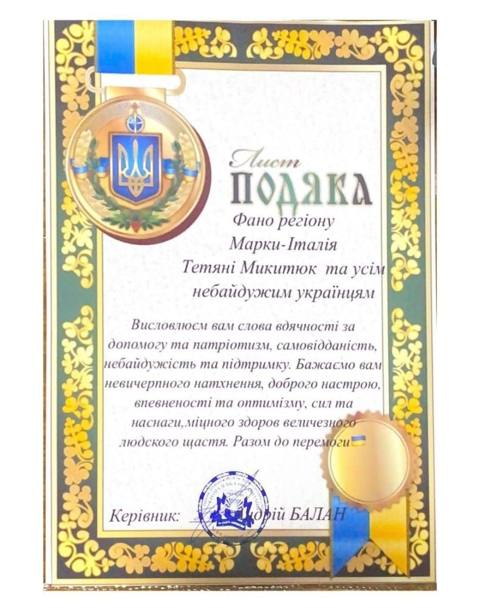 Лист
ПОДЯКА
Фано регіону
Марки-Італія
Тетяні Микитюк та усім
небайдужим українцям
Висловлюєм вам слова вдячності за
допомогу та патріотизм, самовідданість,
небайдужість та підтримку. Бажаємо вам
невичерпного натхнення, доброго настрою,
впевненості та оптимізму, сил та
наснаги,міцного здоров величезного
людского щастя. Разом до перемоги🇺🇦
Керівник: Андрій БАЛАН